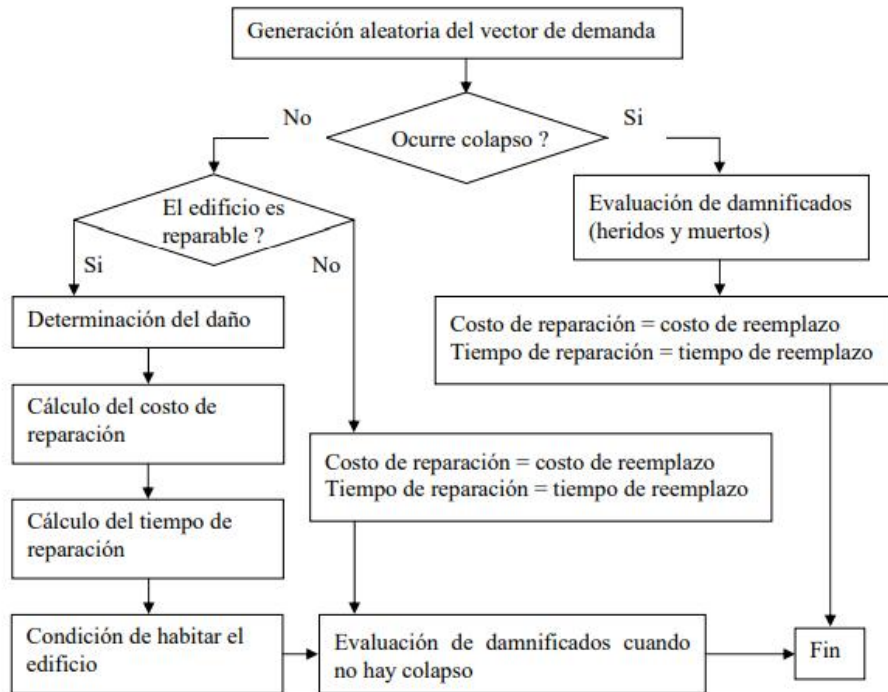 Generación aleatoria del vector de demanda
No
Ocurre colapso ?
Si
El edificio es
reparable ?
Evaluación de damnificados
(heridos y muertos)
Si
No
Determinación del daño
Costo de reparación = costo de reemplazo
Tiempo de reparación = tiempo de reemplazo
Cálculo del costo de
reparación
Costo de reparación = costo de reemplazo
Tiempo de reparación = tiempo de reemplazo
Cálculo del tiempo de
reparación
Condición de habitar el
edificio
Evaluación de damnificados cuando
no hay colapso
Fin